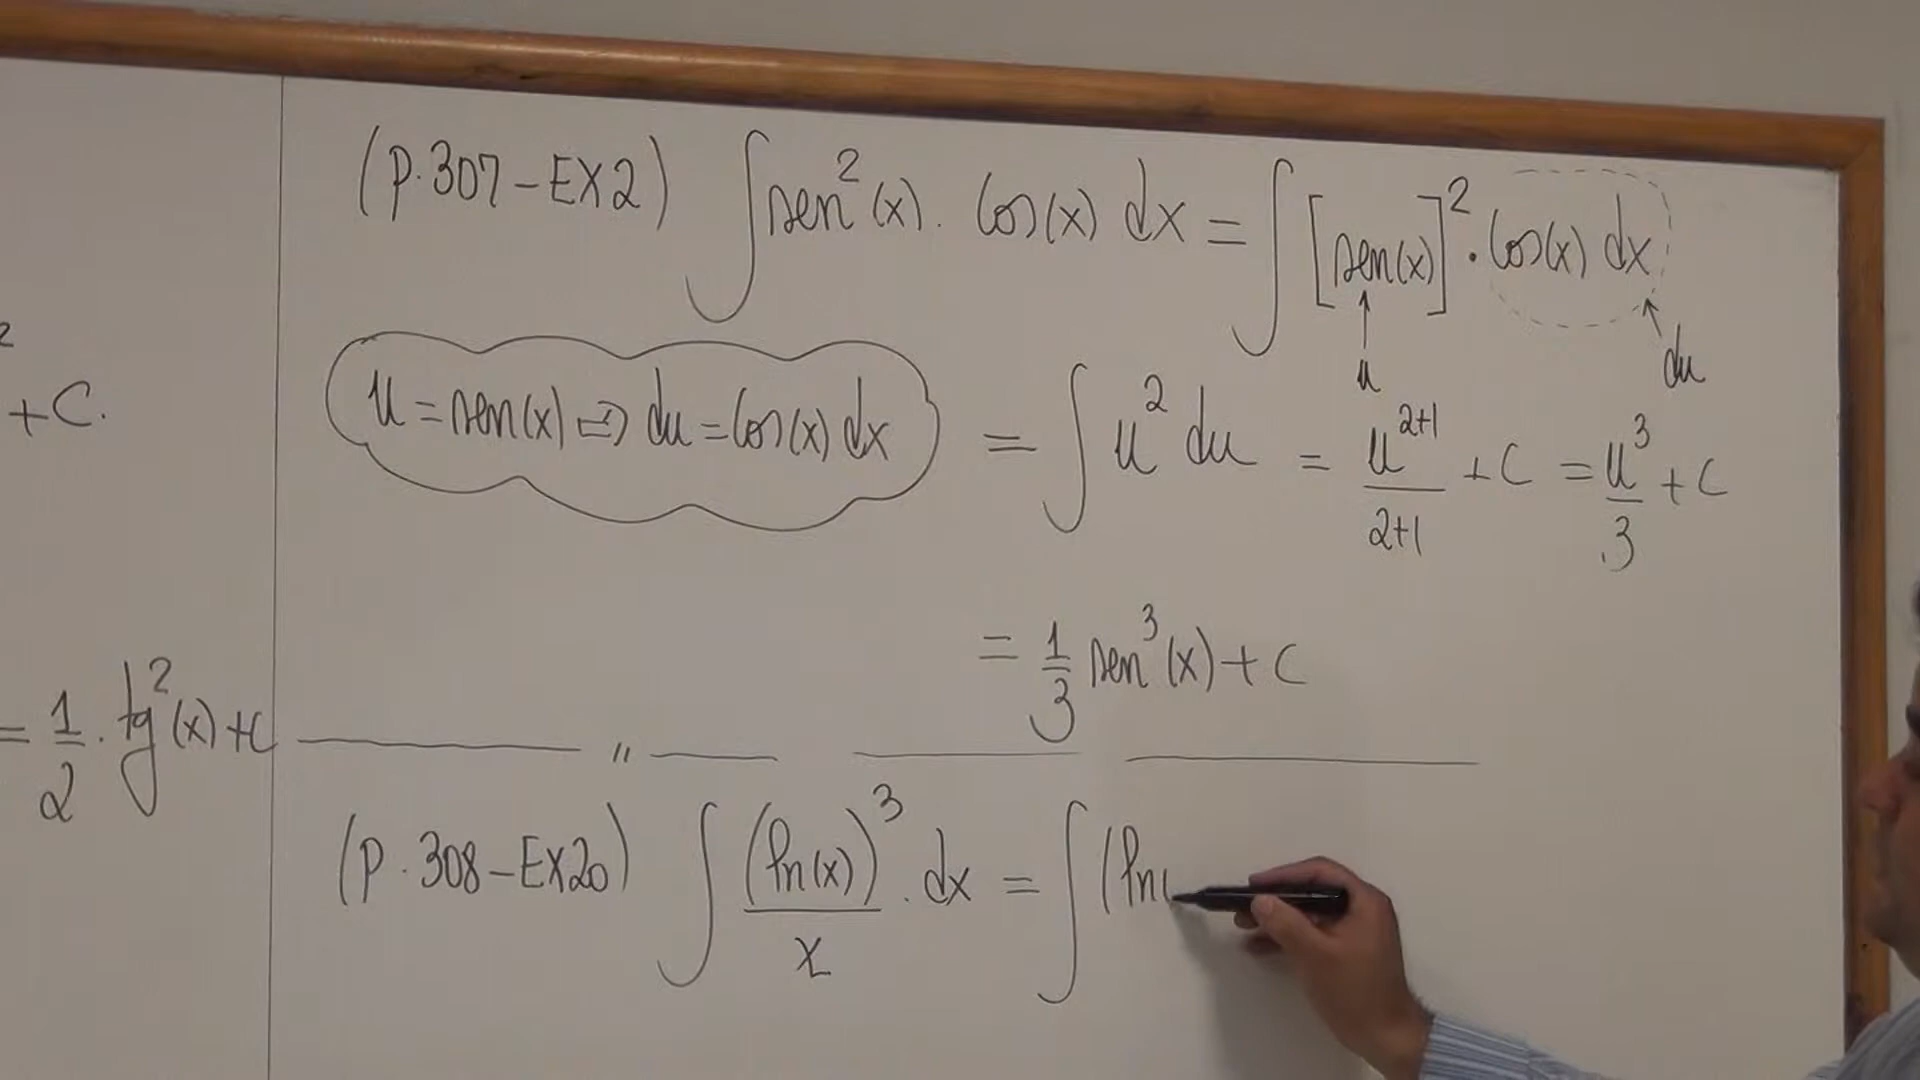 (P.307-EX2) ∫sen²(x). cos(x) dx = ∫[sen(x)]²·cos(x) dx
u du
u = sen(x) ⇒ du = cos(x) dx = ∫u² du = u²⁺¹/2+1 + C = u³/3 + C
= 1/3 sen³(x) + C
"
(P.308-EX20) ∫(ln(x))³/x . dx = ∫(ln(
2
+C.
= 1/2 . tg²(x) + C